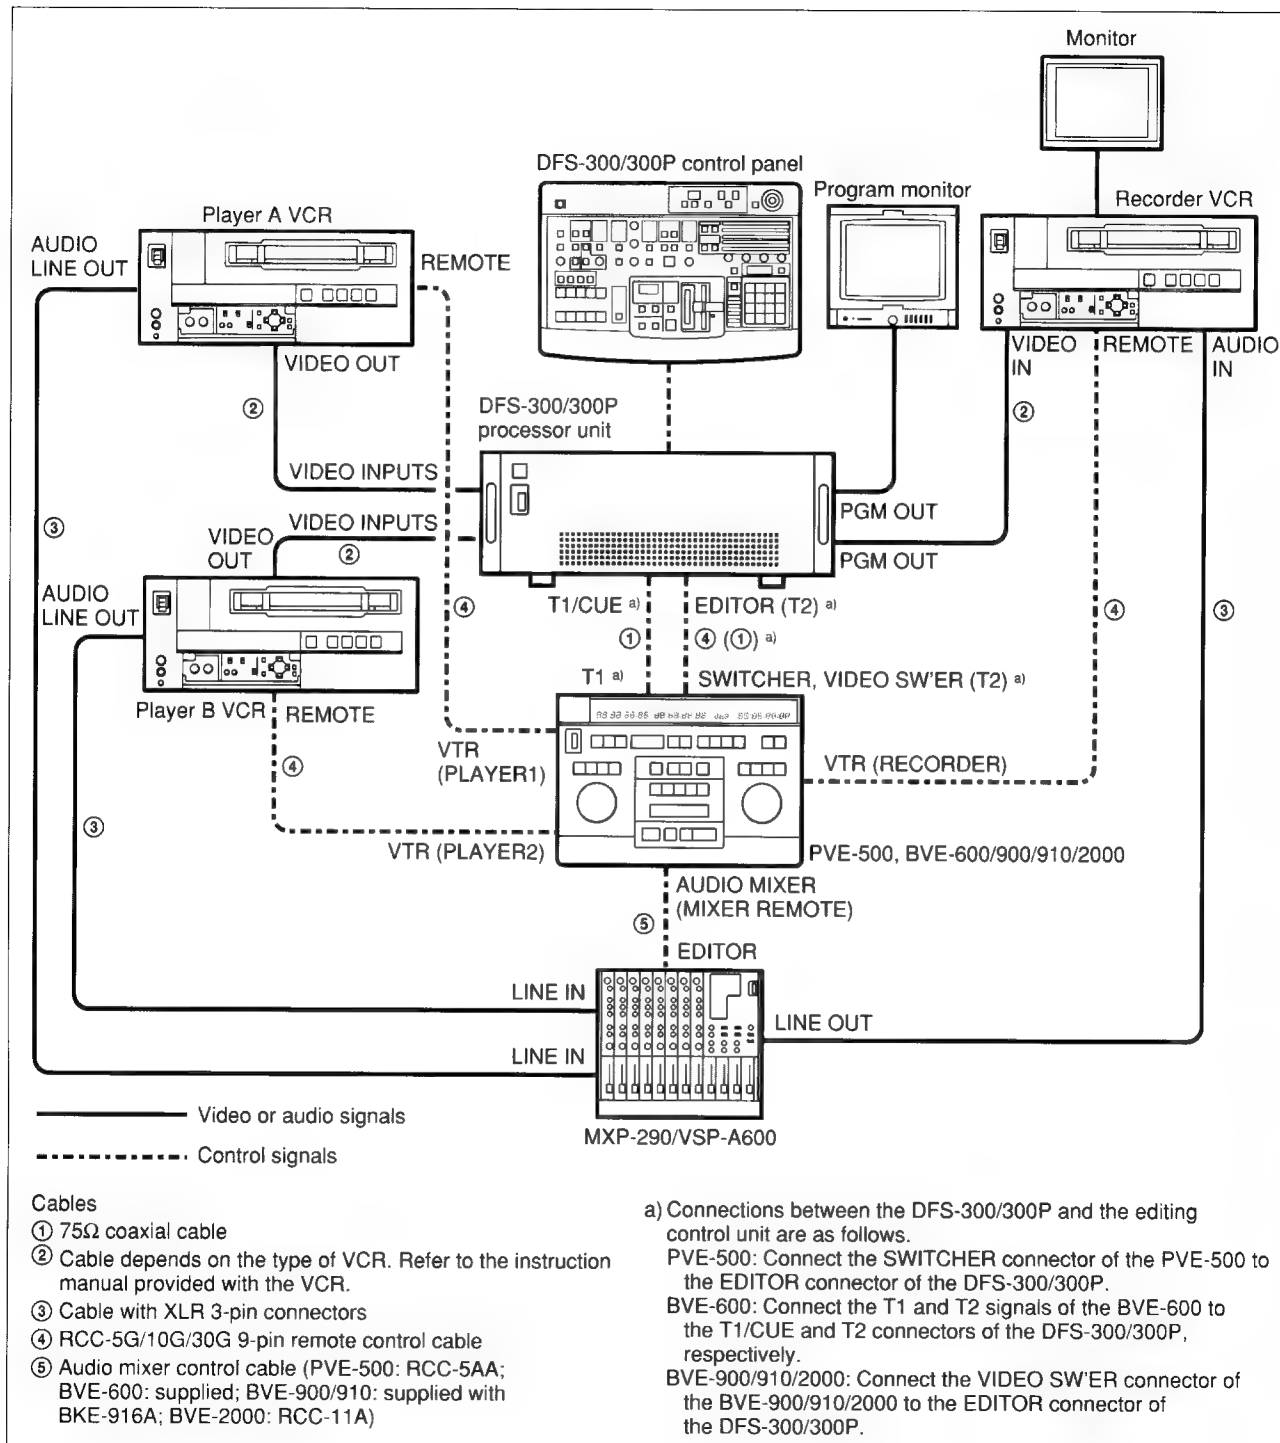 Monitor
DFS-300/300P control panel
Program monitor
Recorder VCR
Player A VCR
AUDIO
LINE OUT
REMOTE
VIDEO OUT
VIDEO
IN
REMOTE
AUDIO
IN
②
②
DFS-300/300P
processor unit
VIDEO INPUTS
PGM OUT
③
VIDEO INPUTS
VIDEO
OUT
②
PGM OUT
AUDIO
LINE OUT
④
T1/CUE a)
EDITOR (T2) a)
④
③
①
④ (①) a)
T1 a)
SWITCHER, VIDEO SW'ER (T2) a)
Player B VCR
REMOTE
④
VTR
(PLAYER1)
VTR (RECORDER)
③
VTR (PLAYER2)
PVE-500, BVE-600/900/910/2000
AUDIO MIXER
(MIXER REMOTE)
⑤
EDITOR
LINE IN
LINE OUT
LINE IN
MXP-290/VSP-A600
Video or audio signals
Control signals
Cables
① 75Ω coaxial cable
② Cable depends on the type of VCR. Refer to the instruction
manual provided with the VCR.
③ Cable with XLR 3-pin connectors
④ RCC-5G/10G/30G 9-pin remote control cable
⑤ Audio mixer control cable (PVE-500: RCC-5AA;
BVE-600: supplied; BVE-900/910: supplied with
BKE-916A; BVE-2000: RCC-11A)
a) Connections between the DFS-300/300P and the editing
control unit are as follows.
PVE-500: Connect the SWITCHER connector of the PVE-500 to
the EDITOR connector of the DFS-300/300P.
BVE-600: Connect the T1 and T2 signals of the BVE-600 to
the T1/CUE and T2 connectors of the DFS-300/300P,
respectively.
BVE-900/910/2000: Connect the VIDEO SW'ER connector of
the BVE-900/910/2000 to the EDITOR connector of
the DFS-300/300P.